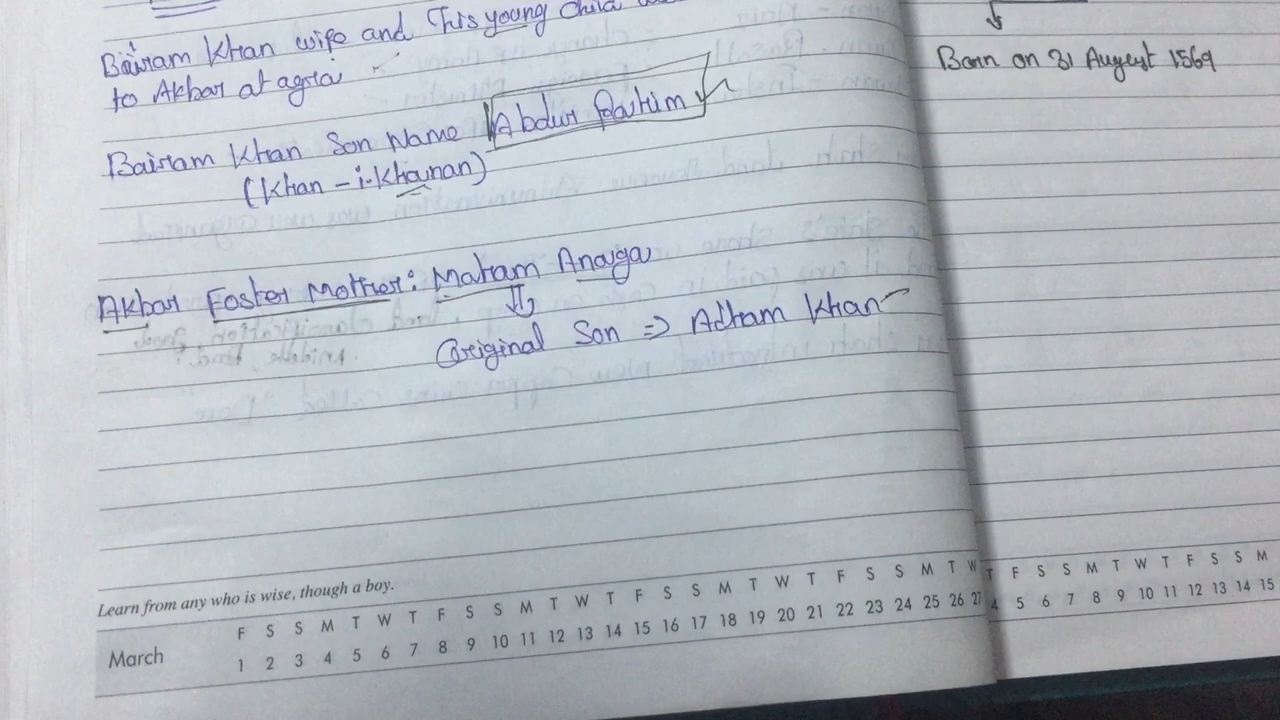 Bairam Khan wife and This young child
to Akbar at agra
Bairam Khan Son Name Abdur Rahim
(Khan-i-Khanan)
Akbar Foster Mother: Maham Anaga
Original Son => Adham Khan
Learn from any who is wise, though a boy.
March
F S S M T W T F S S M T W T F S S M T W T F S S M T W
1 2 3 4 5 6 7 8 9 10 11 12 13 14 15 16 17 18 19 20 21 22 23 24 25 26 27
Born on 31 August 1569
T F S S M T W T F S S M
4 5 6 7 8 9 10 11 12 13 14 15